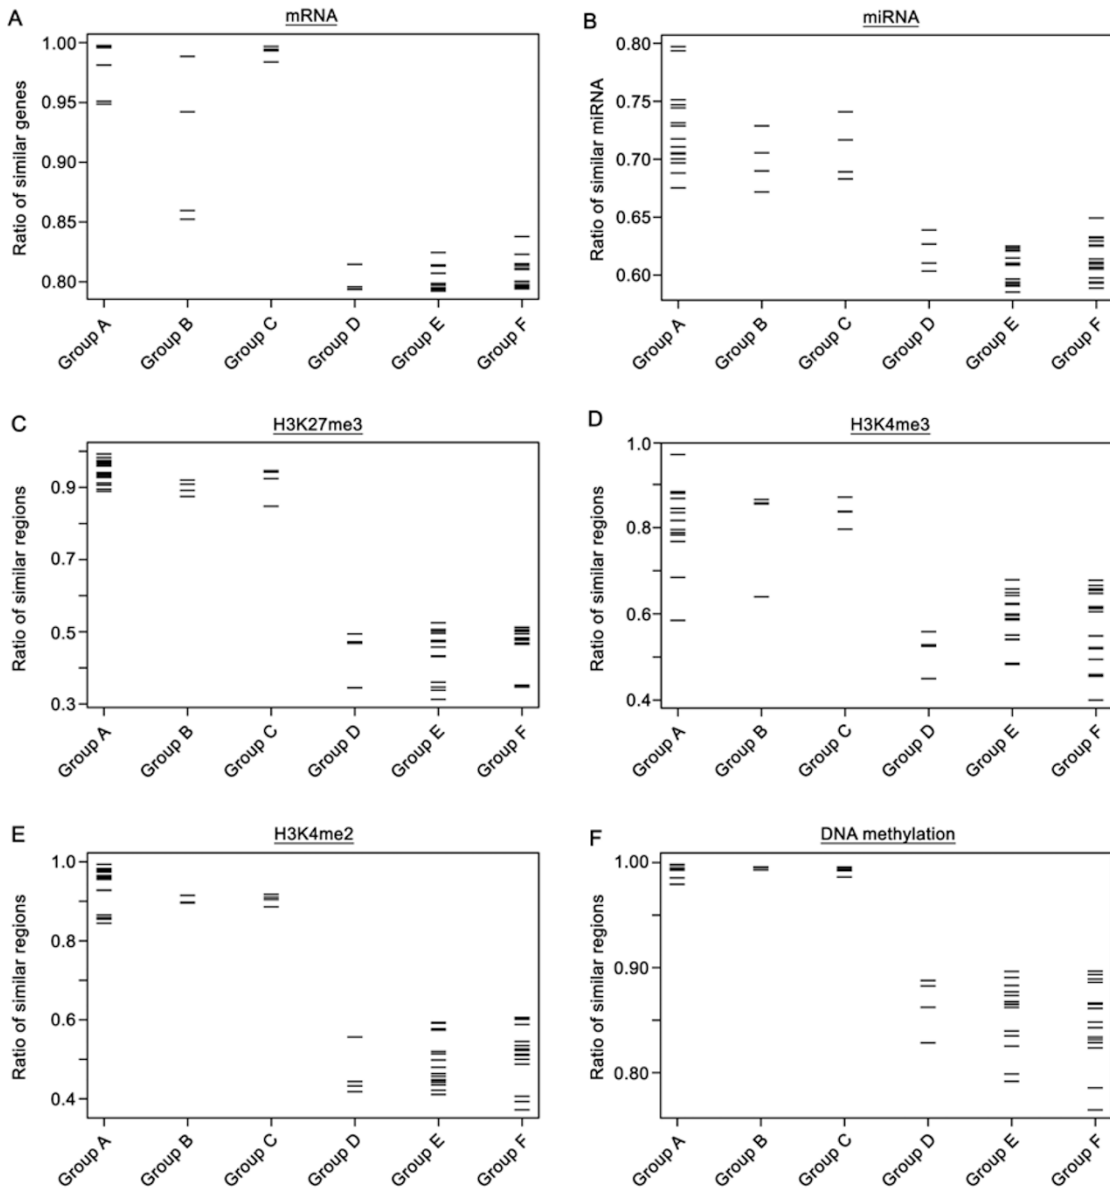 A
mRNA
Ratio of similar genes
1.00
0.95
0.90
0.85
0.80
Group A
Group B
Group C
Group D
Group E
Group F
B
miRNA
Ratio of similar miRNA
0.80
0.75
0.70
0.65
0.60
Group A
Group B
Group C
Group D
Group E
Group F
C
H3K27me3
Ratio of similar regions
0.9
0.7
0.5
0.3
Group A
Group B
Group C
Group D
Group E
Group F
D
H3K4me3
Ratio of similar regions
1.0
0.8
0.6
0.4
Group A
Group B
Group C
Group D
Group E
Group F
E
H3K4me2
Ratio of similar regions
1.0
0.8
0.6
0.4
Group A
Group B
Group C
Group D
Group E
Group F
F
DNA methylation
Ratio of similar regions
1.00
0.90
0.80
Group A
Group B
Group C
Group D
Group E
Group F